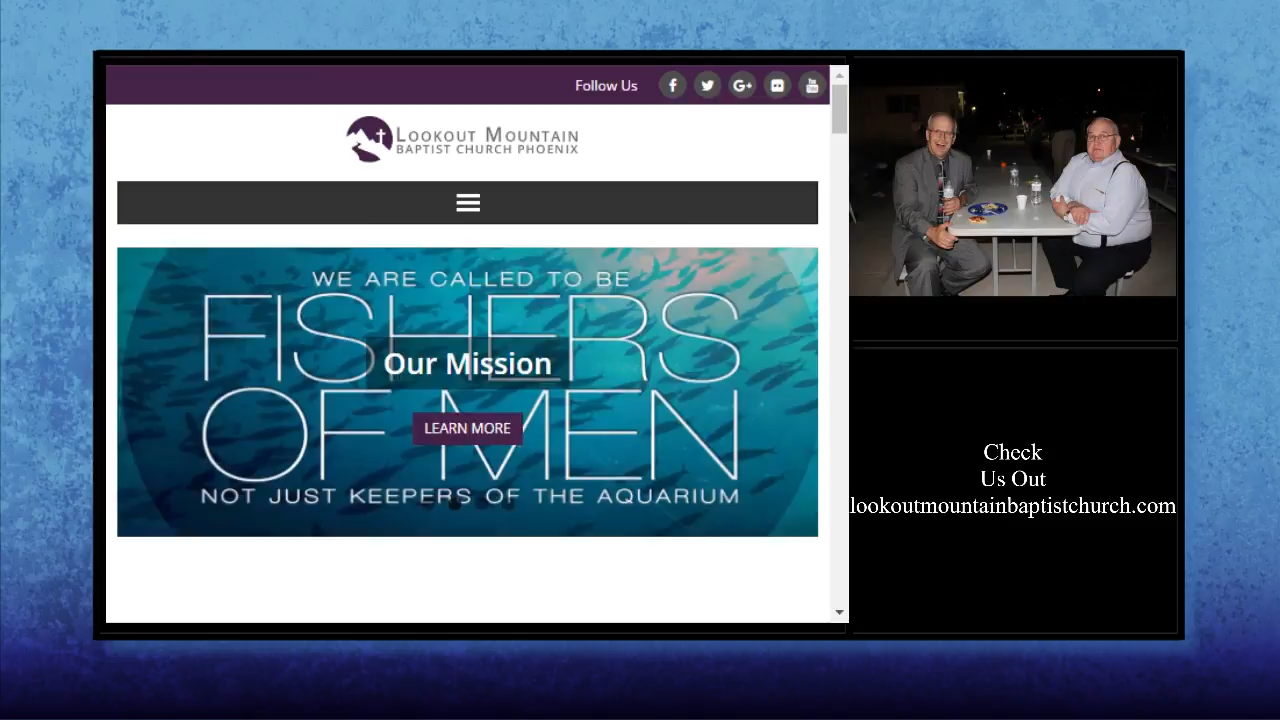 Follow Us
LOOKOUT MOUNTAIN
BAPTIST CHURCH PHOENIX
WE ARE CALLED TO BE
FISHERS
Our Mission
OF MEN
LEARN MORE
NOT JUST KEEPERS OF THE AQUARIUM
Check
Us Out
lookoutmountainbaptistchurch.com